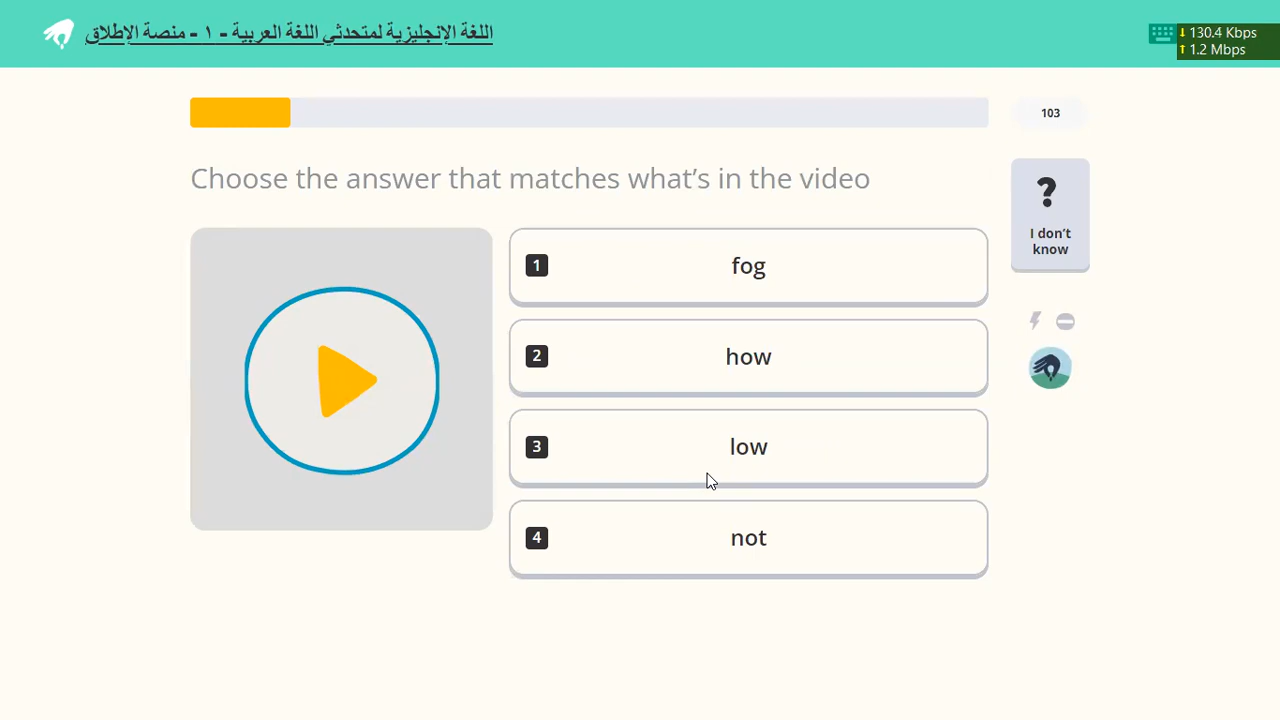 اللغة الإنجليزية لمتحدثي اللغة العربية - ١ - منصة الإطلاق
↓ 130.4 Kbps
↑ 1.2 Mbps
103
Choose the answer that matches what's in the video
?
I don't
know
1 fog
2 how
3 low
4 not